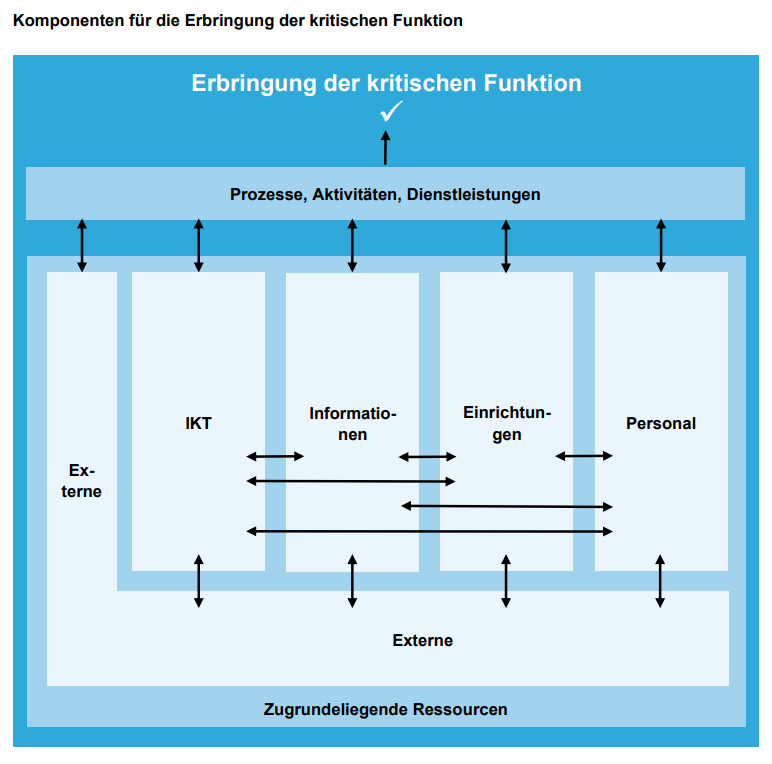 Komponenten für die Erbringung der kritischen Funktion
Erbringung der kritischen Funktion
Prozesse, Aktivitäten, Dienstleistungen
IKT
Informatio-
nen
Einrichtun-
gen
Personal
Ex-
terne
Externe
Zugrundeliegende Ressourcen